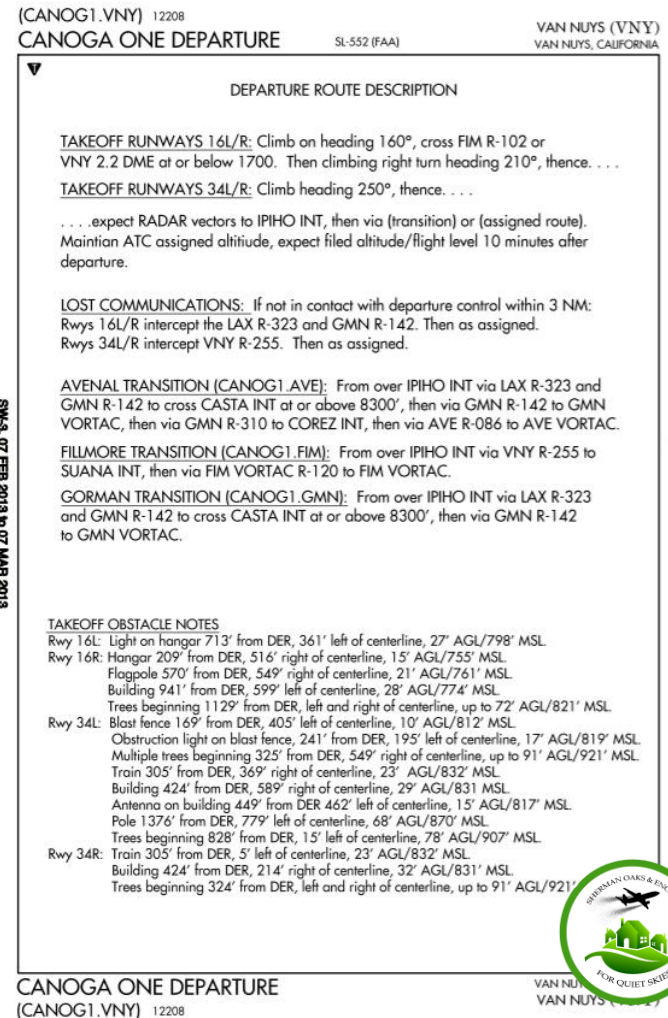 (CANOG1.VNY) 12208
CANOGA ONE DEPARTURE
SL-552 (FAA)
VAN NUYS (VNY)
VAN NUYS, CALIFORNIA
T
DEPARTURE ROUTE DESCRIPTION
TAKEOFF RUNWAYS 16L/R: Climb on heading 160°, cross FIM R-102 or
VNY 2.2 DME at or below 1700. Then climbing right turn heading 210°, thence. . . .
TAKEOFF RUNWAYS 34L/R: Climb heading 250°, thence. . . .
. . . .expect RADAR vectors to IPIHO INT, then via (transition) or (assigned route).
Maintian ATC assigned altitiude, expect filed altitude/flight level 10 minutes after
departure.
LOST COMMUNICATIONS: If not in contact with departure control within 3 NM:
Rwys 16L/R intercept the LAX R-323 and GMN R-142. Then as assigned.
Rwys 34L/R intercept VNY R-255. Then as assigned.
AVENAL TRANSITION (CANOG1.AVE): From over IPIHO INT via LAX R-323 and
GMN R-142 to cross CASTA INT at or above 8300', then via GMN R-142 to GMN
VORTAC, then via GMN R-310 to COREZ INT, then via AVE R-086 to AVE VORTAC.
FILLMORE TRANSITION (CANOG1.FIM): From over IPIHO INT via VNY R-255 to
SUANA INT, then via FIM VORTAC R-120 to FIM VORTAC.
GORMAN TRANSITION (CANOG1.GMN): From over IPIHO INT via LAX R-323
and GMN R-142 to cross CASTA INT at or above 8300', then via GMN R-142
to GMN VORTAC.
SW-3, 07 FEB 2013 to 07 MAR 2013
TAKEOFF OBSTACLE NOTES
Rwy 16L: Light on hangar 713' from DER, 361' left of centerline, 27' AGL/798' MSL.
Rwy 16R: Hangar 209' from DER, 516' right of centerline, 15' AGL/755' MSL.
Flagpole 570' from DER, 549' right of centerline, 21' AGL/761' MSL.
Building 941' from DER, 599' left of centerline, 28' AGL/774' MSL.
Trees beginning 1129' from DER, left and right of centerline, up to 72' AGL/821' MSL.
Rwy 34L: Blast fence 169' from DER, 405' left of centerline, 10' AGL/812' MSL.
Obstruction light on blast fence, 241' from DER, 195' left of centerline, 17' AGL/819' MSL.
Multiple trees beginning 325' from DER, 549' right of centerline, up to 91' AGL/921' MSL.
Train 305' from DER, 369' right of centerline, 23' AGL/832' MSL.
Building 424' from DER, 589' right of centerline, 29' AGL/831 MSL.
Antenna on building 449' from DER 462' left of centerline, 15' AGL/817' MSL.
Pole 1376' from DER, 779' left of centerline, 68' AGL/870' MSL.
Trees beginning 828' from DER, 15' left of centerline, 78' AGL/907' MSL.
Rwy 34R: Train 305' from DER, 5' left of centerline, 23' AGL/832' MSL.
Building 424' from DER, 214' right of centerline, 32' AGL/831' MSL.
Trees beginning 324' from DER, left and right of centerline, up to 91' AGL/921'
SHERMAN OAKS &
FOR QUIET SKIES
CANOGA ONE DEPARTURE
(CANOG1.VNY) 12208
VAN
VAN NUYS